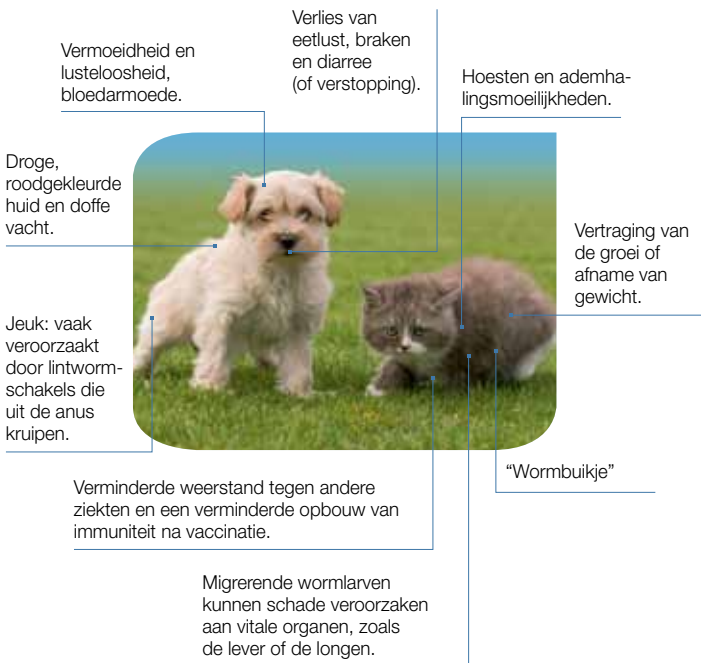 Verlies van
eetlust, braken
en diarree
(of verstopping).
Vermoeidheid en
lusteloosheid,
bloedarmoede.
Hoesten en ademha-
lingsmoeilijkheden.
Droge,
roodgekleurde
huid en doffe
vacht.
Vertraging van
de groei of
afname van
gewicht.
Jeuk: vaak
veroorzaakt
door lintworm-
schakels die
uit de anus
kruipen.
“Wormbuikje”
Verminderde weerstand tegen andere
ziekten en een verminderde opbouw van
immuniteit na vaccinatie.
Migrerende wormlarven
kunnen schade veroorzaken
aan vitale organen, zoals
de lever of de longen.